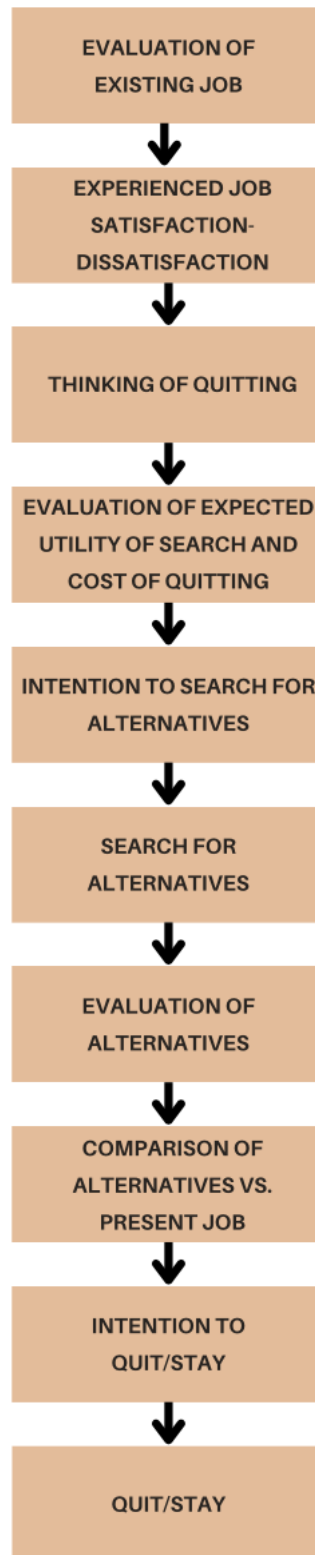 EVALUATION OF
EXISTING JOB
EXPERIENCED JOB
SATISFACTION-
DISSATISFACTION
THINKING OF QUITTING
EVALUATION OF EXPECTED
UTILITY OF SEARCH AND
COST OF QUITTING
INTENTION TO SEARCH FOR
ALTERNATIVES
SEARCH FOR
ALTERNATIVES
EVALUATION OF
ALTERNATIVES
COMPARISON OF
ALTERNATIVES VS.
PRESENT JOB
INTENTION TO
QUIT/STAY
QUIT/STAY